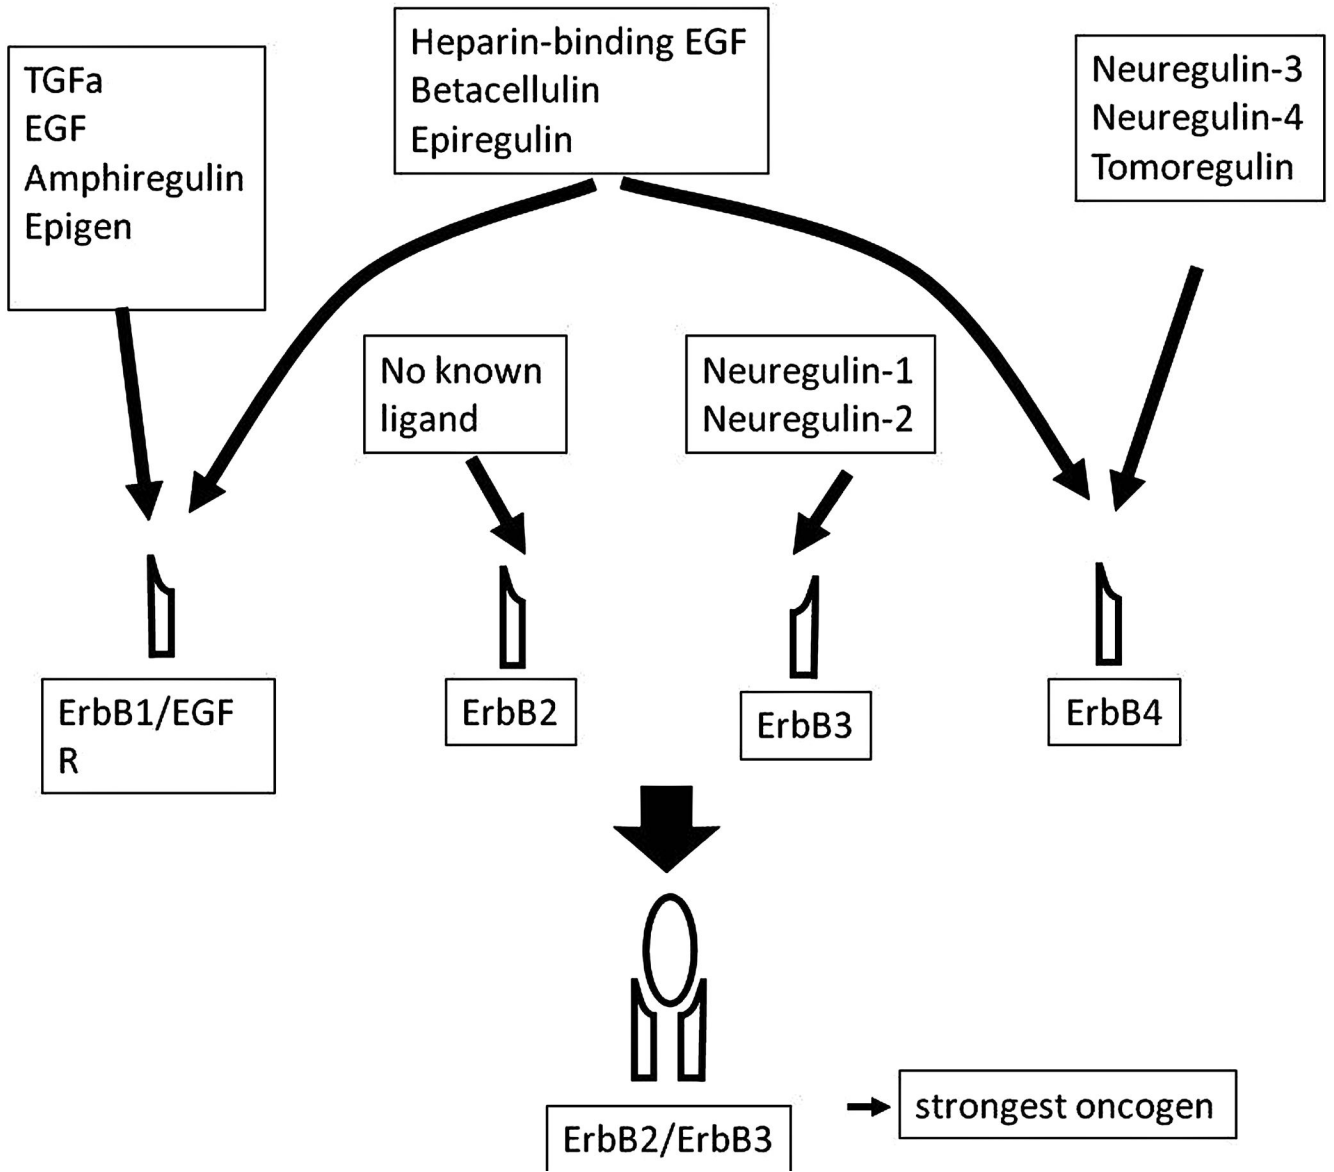 TGFa
EGF
Amphiregulin
Epigen
Heparin-binding EGF
Betacellulin
Epiregulin
Neuregulin-3
Neuregulin-4
Tomoregulin
No known
ligand
Neuregulin-1
Neuregulin-2
ErbB1/EGF
R
ErbB2
ErbB3
ErbB4
ErbB2/ErbB3
strongest oncogen